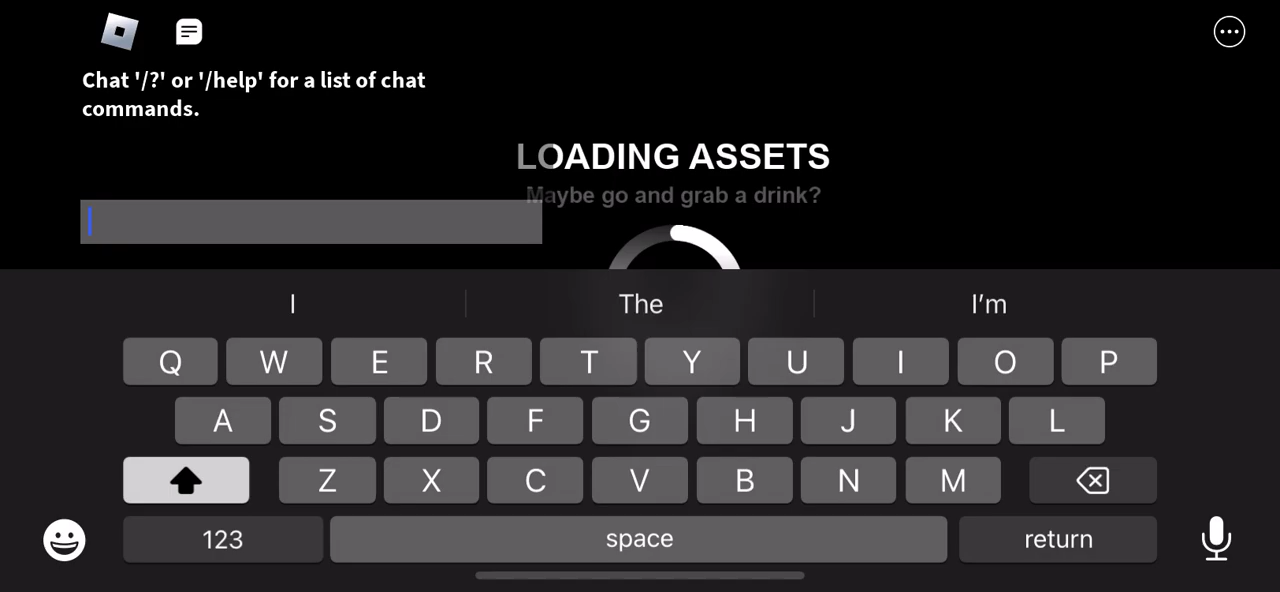 Chat '/?' or '/help' for a list of chat
commands.
LOADING ASSETS
Maybe go and grab a drink?
I The I’m
Q W E R T Y U I O P
A S D F G H J K L
Z X C V B N M
123 space return